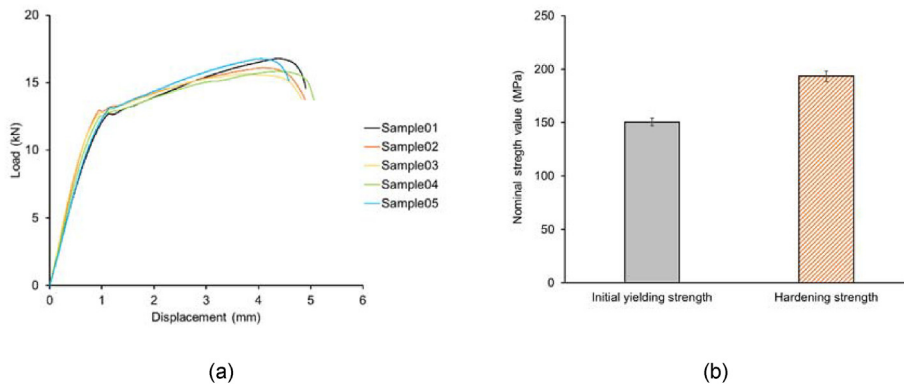 20
15
10
5
0
Load (kN)
0 1 2 3 4 5 6
Displacement (mm)
Sample01
Sample02
Sample03
Sample04
Sample05
(a)
250
200
150
100
50
0
Nominal stregth value (MPa)
Initial yielding strength Hardening strength
(b)